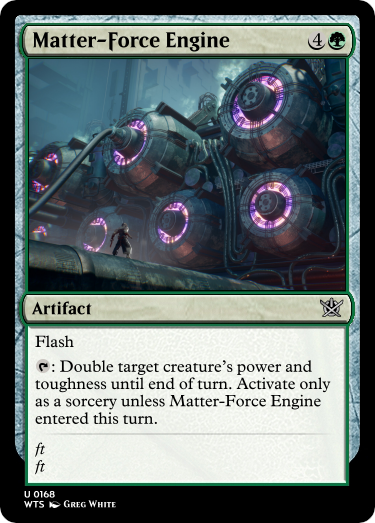 Matter-Force Engine 4
Artifact
Flash
: Double target creature's power and
toughness until end of turn. Activate only
as a sorcery unless Matter-Force Engine
entered this turn.
ft
ft
U 0168
WTS Greg White